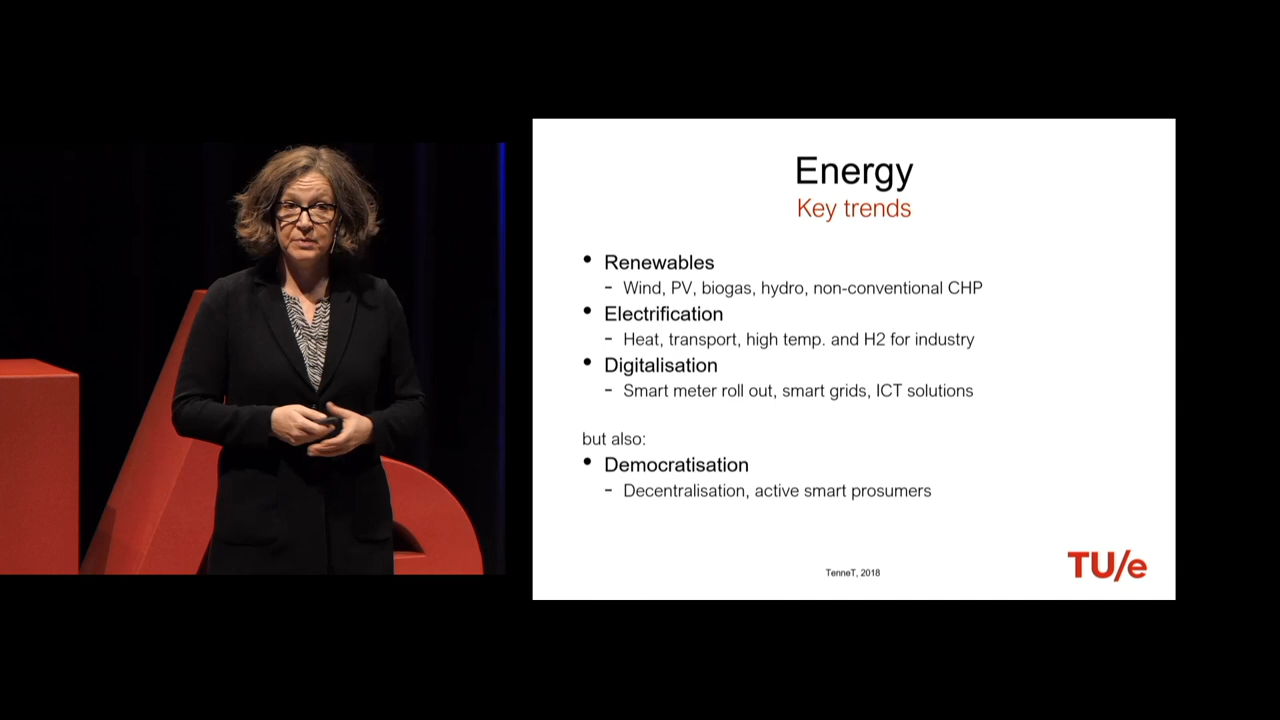 Energy
Key trends
• Renewables
- Wind, PV, biogas, hydro, non-conventional CHP
• Electrification
- Heat, transport, high temp. and H2 for industry
• Digitalisation
- Smart meter roll out, smart grids, ICT solutions
but also:
• Democratisation
- Decentralisation, active smart prosumers
TenneT, 2018
TU/e